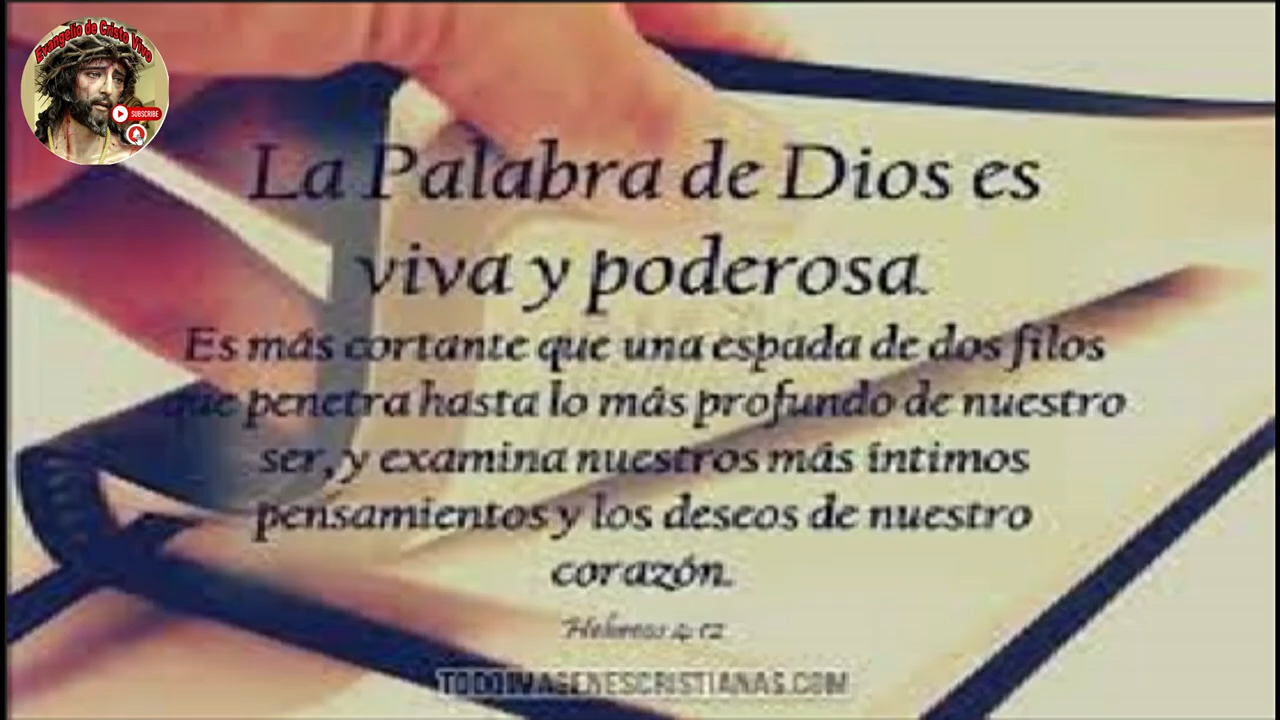 Evangelio de Cristo Vivo
SUBSCRIBE
La Palabra de Dios es
viva y poderosa.
Es más cortante que una espada de dos filos
que penetra hasta lo más profundo de nuestro
ser, y examina nuestros más íntimos
pensamientos y los deseos de nuestro
corazón.
Hebreos 4:12
TODOIMAGENESCRISTIANAS.COM